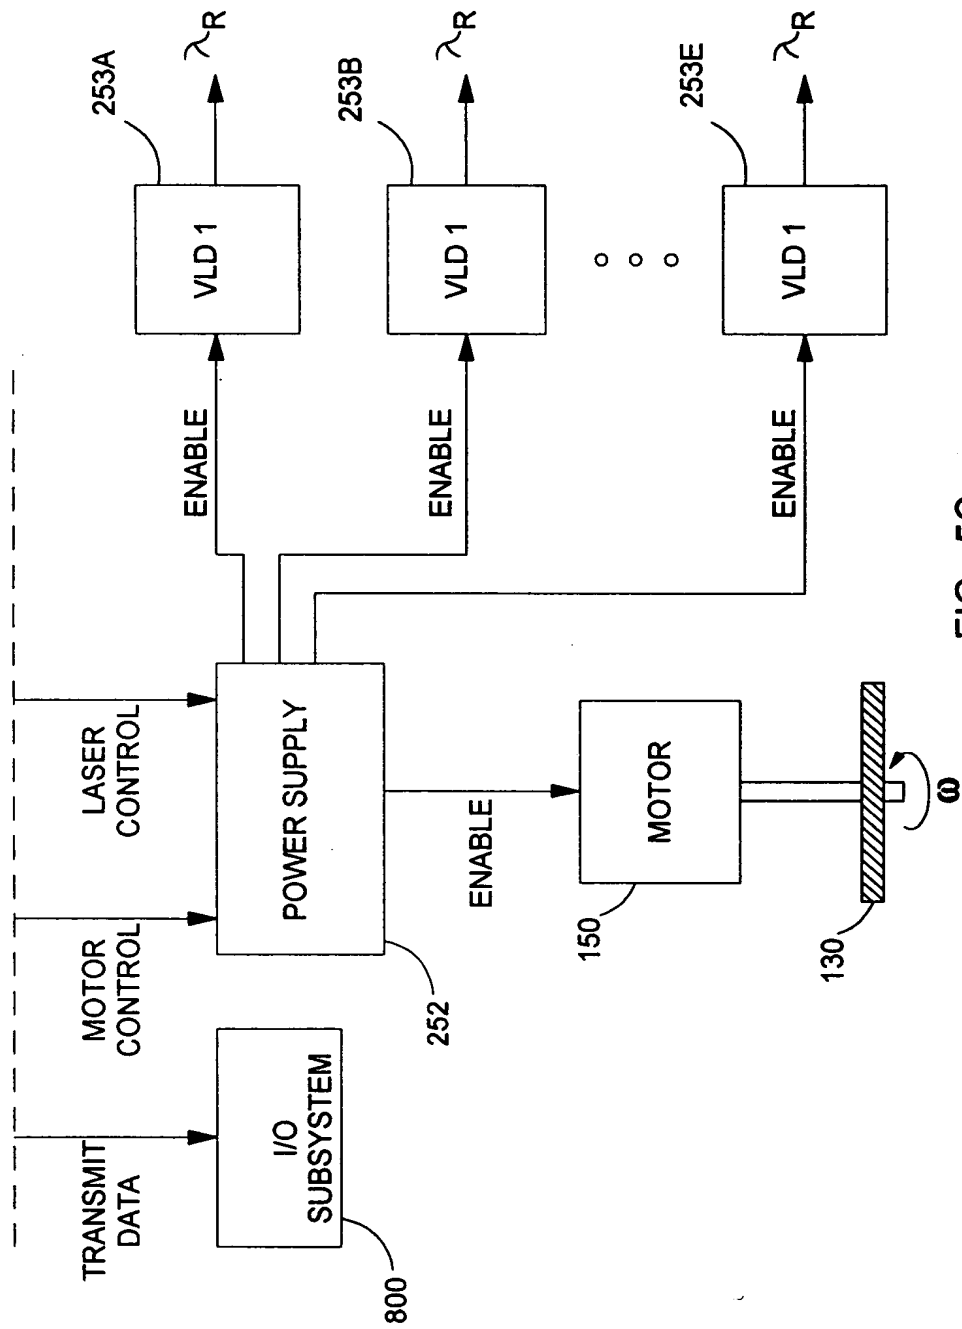 TRANSMIT
DATA
MOTOR
CONTROL
LASER
CONTROL
I/O
SUBSYSTEM
800
POWER SUPPLY
252
ENABLE
λR
253A
VLD 1
ENABLE
λR
253B
VLD 1
ENABLE
λR
253E
VLD 1
ENABLE
MOTOR
150
130
ω